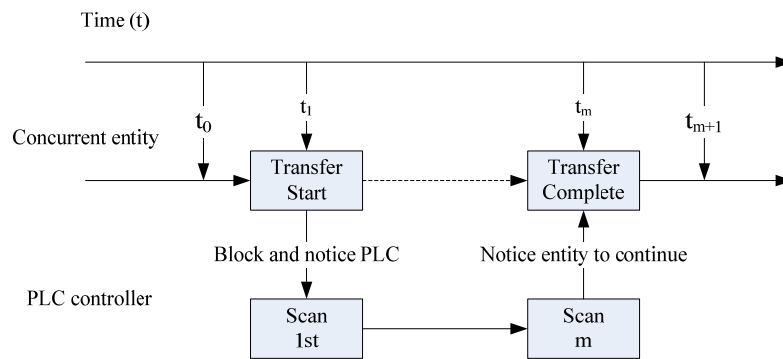 Time (t)
t0
t1
tm
tm+1
Concurrent entity
Transfer
Start
Transfer
Complete
Block and notice PLC
Notice entity to continue
PLC controller
Scan
1st
Scan
m